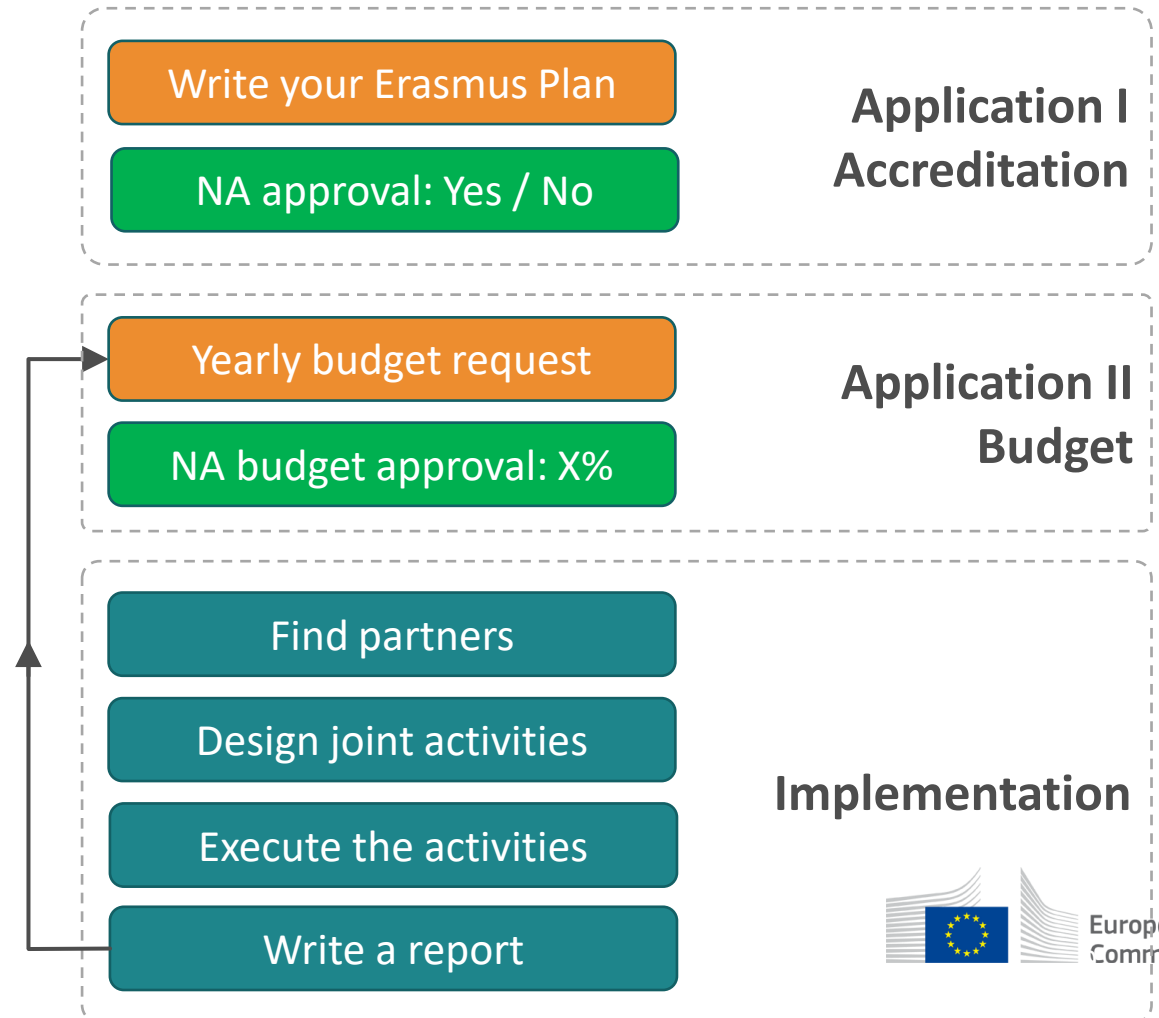 Write your Erasmus Plan
NA approval: Yes / No
Application I
Accreditation
Yearly budget request
NA budget approval: X%
Application II
Budget
Find partners
Design joint activities
Execute the activities
Write a report
Implementation